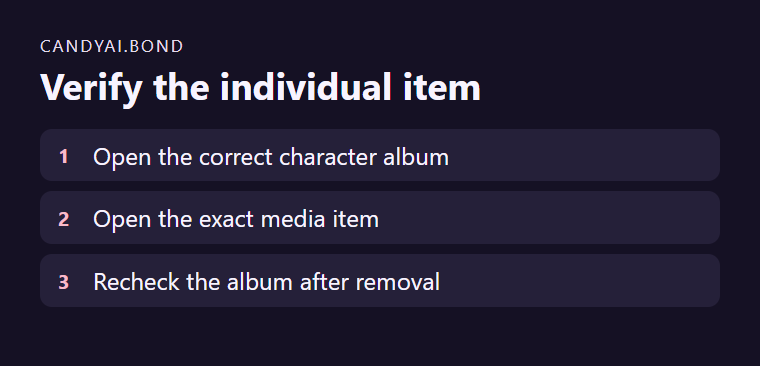 CANDYAI.BOND
Verify the individual item
1 Open the correct character album
2 Open the exact media item
3 Recheck the album after removal